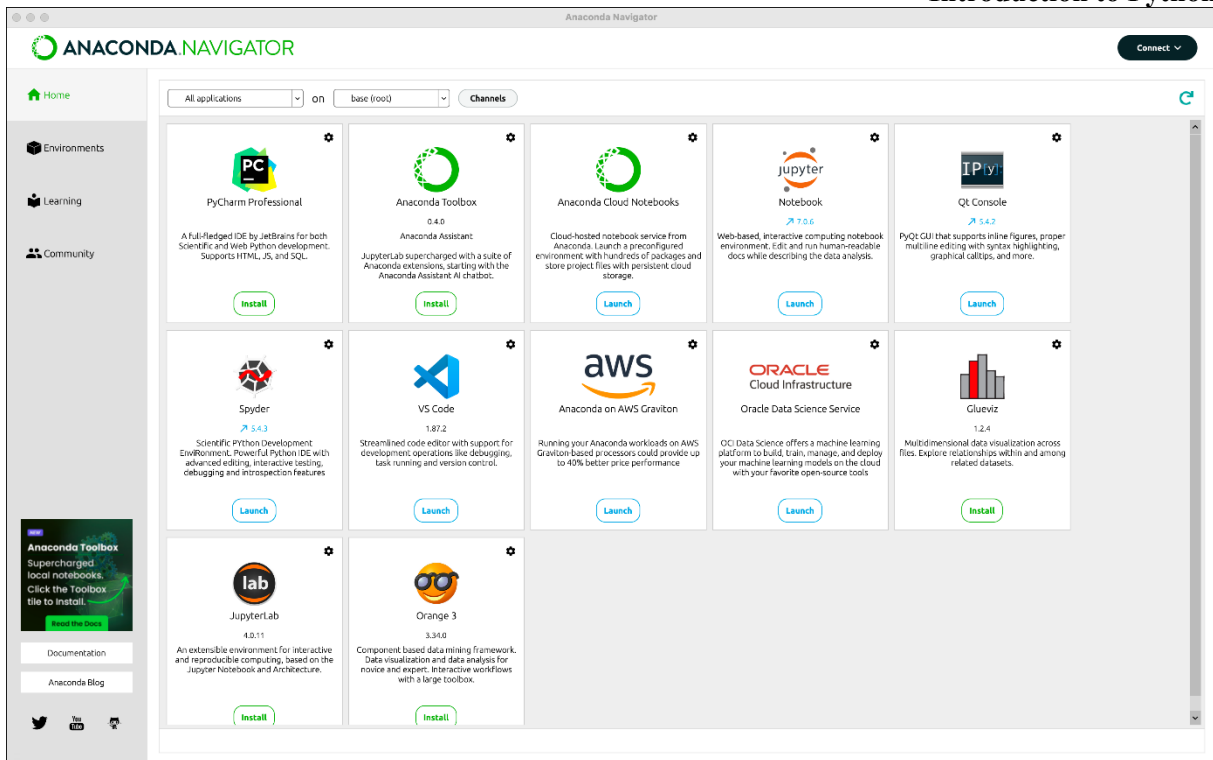 Introduction to Python
Anaconda Navigator
ANACONDA.NAVIGATOR
Connect
Home
All applications
on
base (root)
Channels
Environments
Learning
Community
PC
PyCharm Professional
A full-fledged IDE by JetBrains for both
Scientific and Web Python development.
Supports HTML, JS, and SQL.
Install
Anaconda Toolbox
0.4.0
Anaconda Assistant
JupyterLab supercharged with a suite of
Anaconda extensions, starting with the
Anaconda Assistant AI chatbot.
Install
Anaconda Cloud Notebooks
Cloud-hosted notebook service from
Anaconda. Launch a preconfigured
environment with hundreds of packages and
store project files with persistent cloud
storage.
Launch
jupyter
Notebook
7.0.6
Web-based, interactive computing notebook
environment. Edit and run human-readable
docs while describing the data analysis.
Launch
IP[y]:
Qt Console
5.4.2
PyQt GUI that supports inline figures, proper
multiline editing with syntax highlighting,
graphical calltips, and more.
Launch
Spyder
5.4.3
Scientific PYthon Development
EnviRonment. Powerful Python IDE with
advanced editing, interactive testing,
debugging and introspection features
Launch
VS Code
1.87.2
Streamlined code editor with support for
development operations like debugging,
task running and version control.
Launch
aws
Anaconda on AWS Graviton
Running your Anaconda workloads on AWS
Graviton-based processors could provide up
to 40% better price performance
Launch
ORACLE
Cloud Infrastructure
Oracle Data Science Service
OCI Data Science offers a machine learning
platform to build, train, manage, and deploy
your machine learning models on the cloud
with your favorite open-source tools
Launch
Glueviz
1.2.4
Multidimensional data visualization across
files. Explore relationships within and among
related datasets.
Install
lab
JupyterLab
4.0.11
An extensible environment for interactive
and reproducible computing, based on the
Jupyter Notebook and Architecture.
Install
Orange 3
3.34.0
Component based data mining framework.
Data visualization and data analysis for
novice and expert. Interactive workflows
with a large toolbox.
Install
NEW
Anaconda Toolbox
Supercharged
local notebooks.
Click the Toolbox
tile to Install.
Read the Docs
Documentation
Anaconda Blog
You
Tube